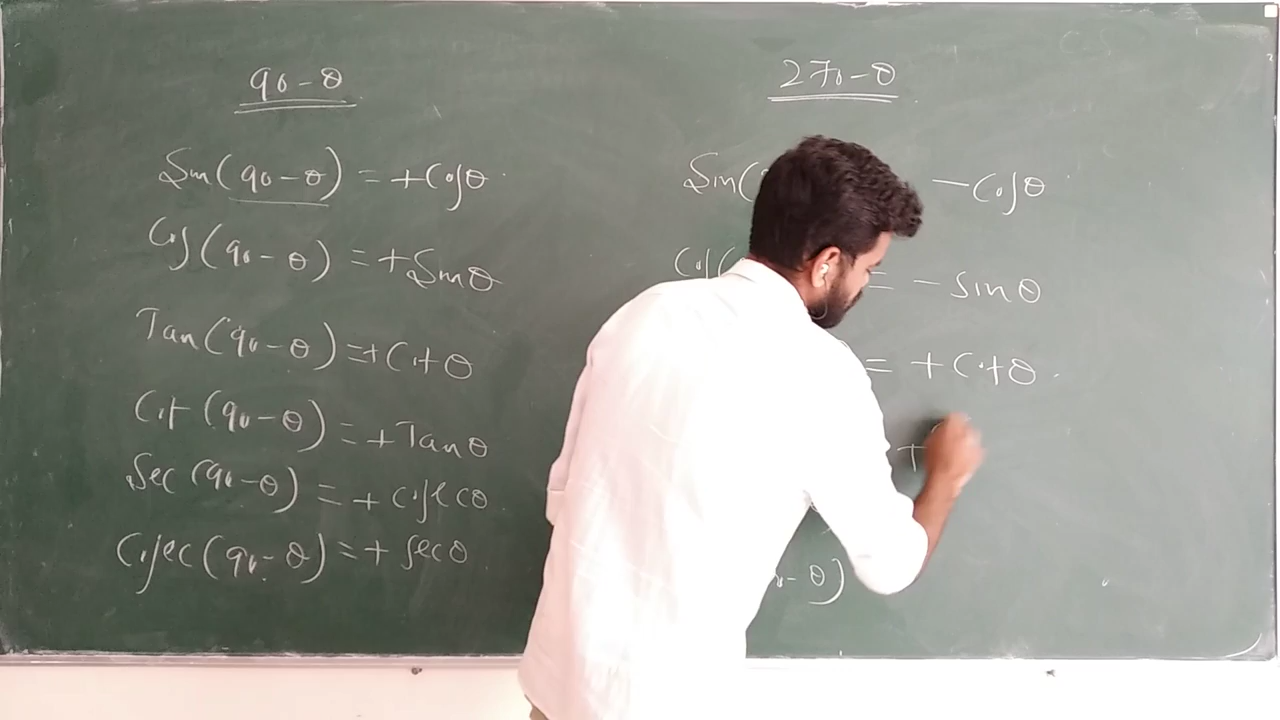 90-θ
Sin(90-θ) = +Cosθ
Cos(90-θ) = +Sinθ
Tan(90-θ) = +Cotθ
Cot(90-θ) = +Tanθ
Sec(90-θ) = +Cosecθ
Cosec(90-θ) = +Secθ
270-θ
Sin( -Cosθ
Cos( = -Sinθ
= +Cotθ
+
-θ)